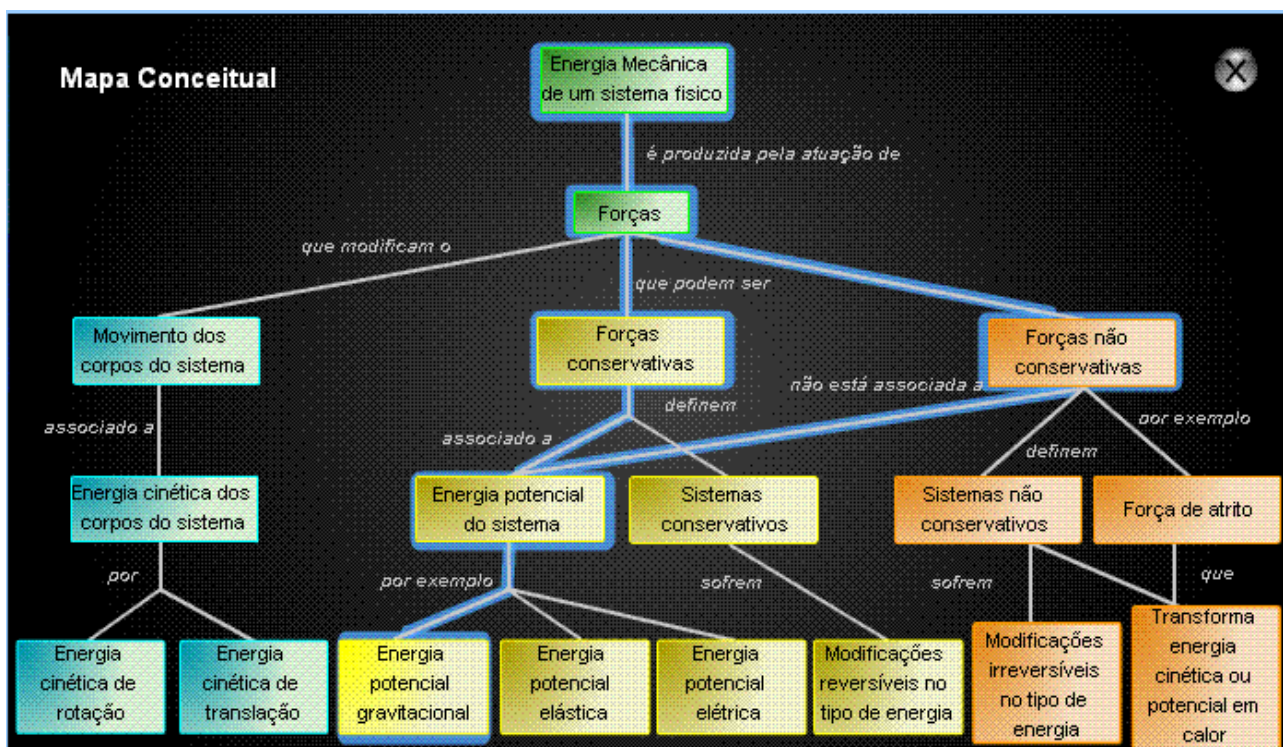 Mapa Conceitual
X
Energia Mecânica
de um sistema fisico
é produzida pela atuação de
Forças
que modificam o
que podem ser
Movimento dos
corpos do sistema
Forças
conservativas
Forças não
conservativas
não está associada a
associado a
associado a
definem
definem
por exemplo
Energia cinética dos
corpos do sistema
Energia potencial
do sistema
Sistemas
conservativos
Sistemas não
conservativos
Força de atrito
por
por exemplo
sofrem
sofrem
que
Energia
cinética de
rotação
Energia
cinética de
translação
Energia
potencial
gravitacional
Energia
potencial
elástica
Energia
potencial
elétrica
Modificações
reversíveis no
tipo de energia
Modificações
irreversíveis
no tipo de
energia
Transforma
energia
cinética ou
potencial em
calor